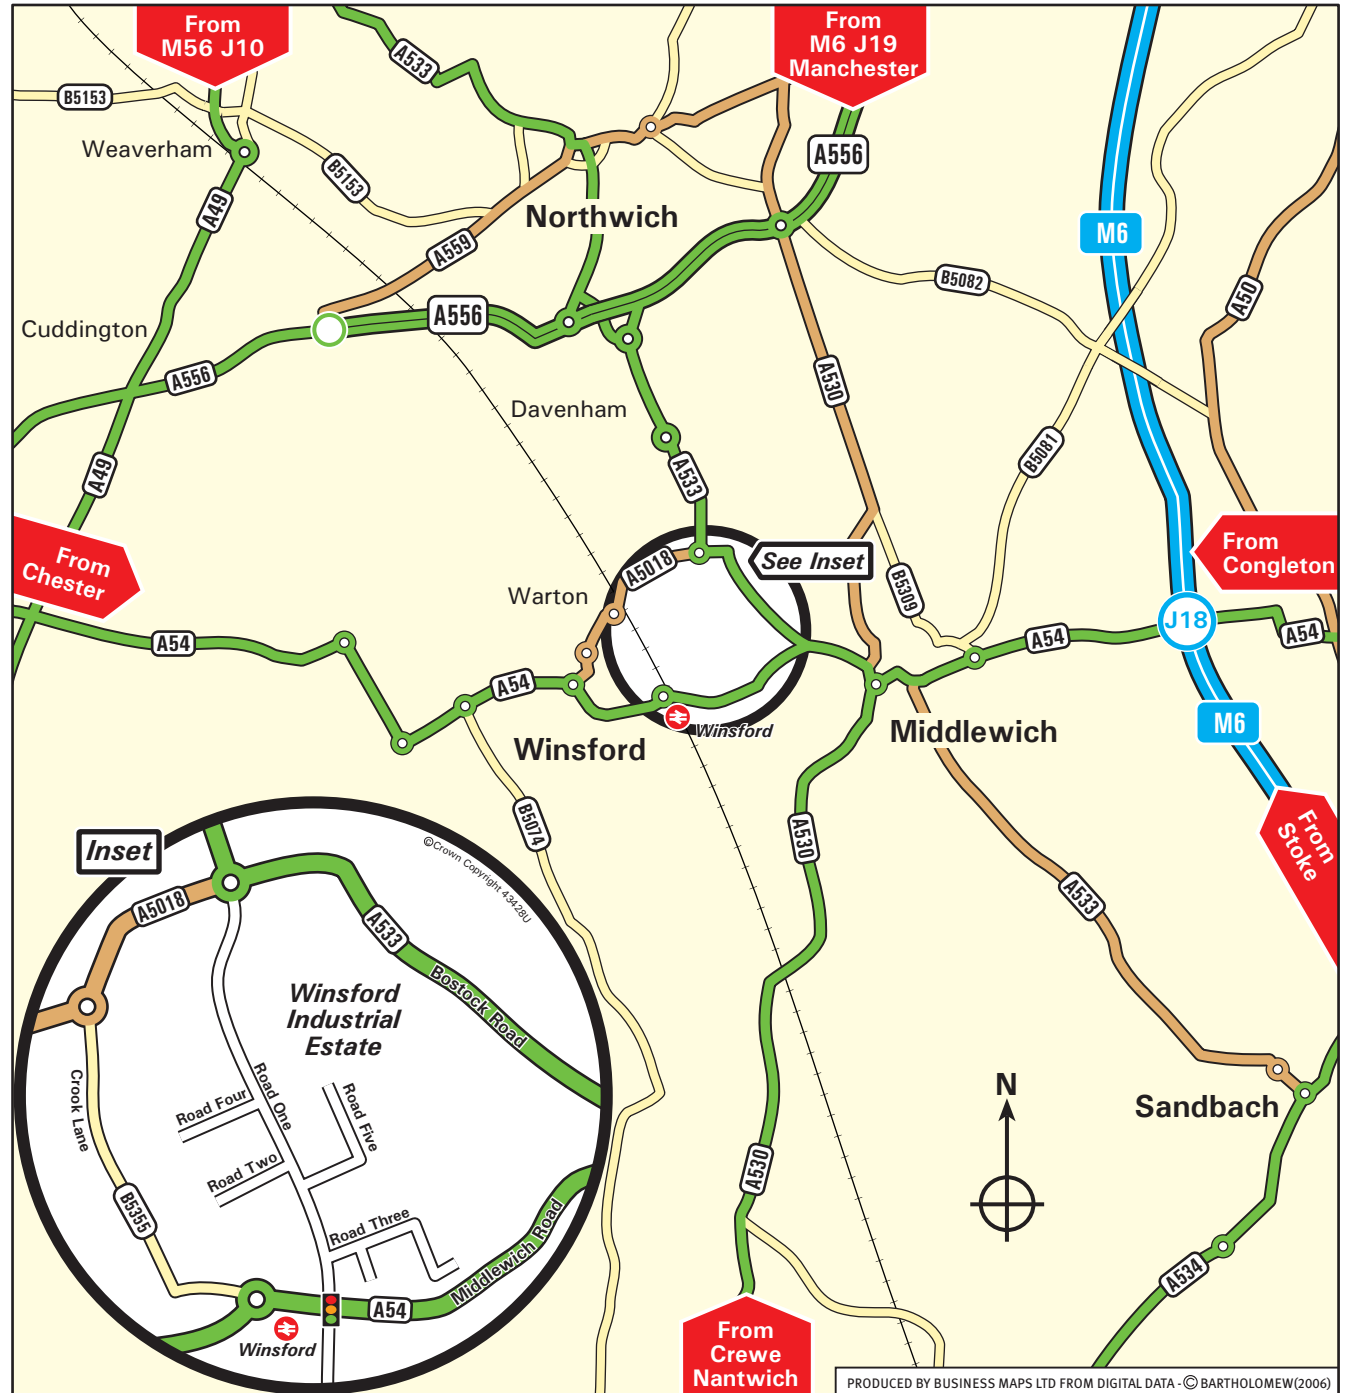 From
M56 J10
From
M6 J19
Manchester
A533
B5153
Weaverham
B5153
A556
A49
Northwich
M6
A559
B5082
A50
A556
Cuddington
A556
A530
Davenham
B5081
A49
A533
From
Chester
See Inset
From
Congleton
A5018
Warton
B5309
J18
A54
A54
A54
A54
M6
Winsford
Winsford
Middlewich
B5074
A530
From
Stoke
Inset
©Crown Copyright 43428U
A5018
A533
A533
Bostock Road
Winsford
Industrial
Estate
Crook Lane
Road One
Road Four
Road Five
Road Two
N
Sandbach
B5355
Road Three
A530
Middlewich Road
A54
Winsford
A534
From
Crewe
Nantwich
PRODUCED BY BUSINESS MAPS LTD FROM DIGITAL DATA - © BARTHOLOMEW(2006)